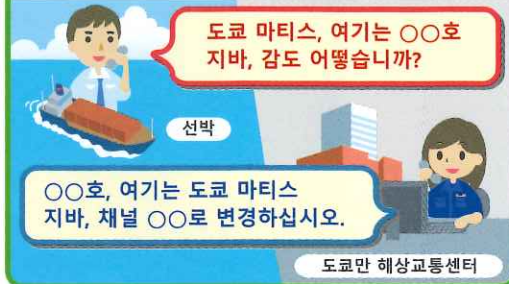 도쿄 마티스, 여기는 ○○호
지바, 감도 어떻습니까?
선박
○○호, 여기는 도쿄 마티스
지바, 채널 ○○로 변경하십시오.
도쿄만 해상교통센터